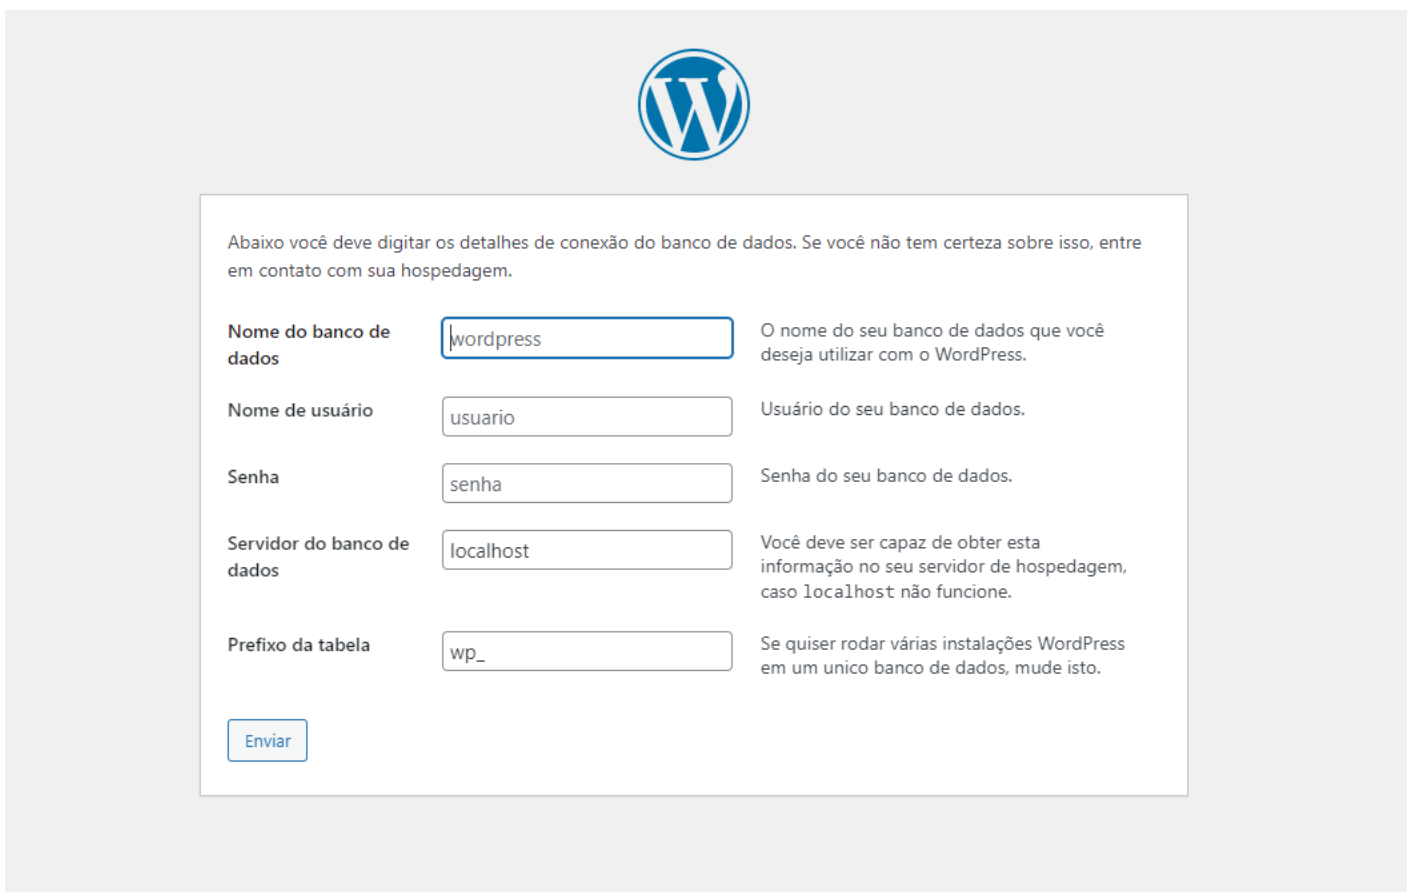 Abaixo você deve digitar os detalhes de conexão do banco de dados. Se você não tem certeza sobre isso, entre
em contato com sua hospedagem.
Nome do banco de
dados
wordpress
O nome do seu banco de dados que você
deseja utilizar com o WordPress.
Nome de usuário
usuario
Usuário do seu banco de dados.
Senha
senha
Senha do seu banco de dados.
Servidor do banco de
dados
localhost
Você deve ser capaz de obter esta
informação no seu servidor de hospedagem,
caso localhost não funcione.
Prefixo da tabela
wp_
Se quiser rodar várias instalações WordPress
em um unico banco de dados, mude isto.
Enviar